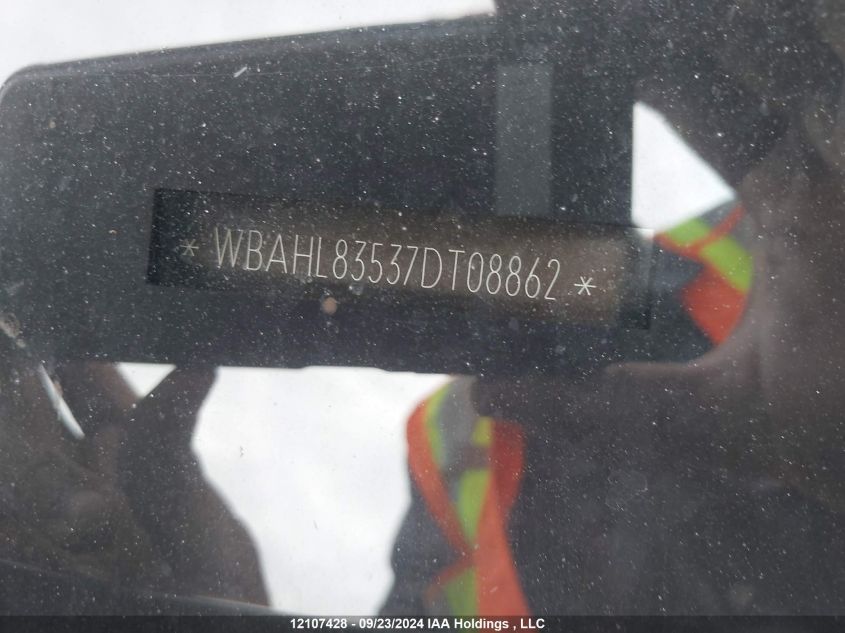 * WBAHL83537DT08862 *
12107428 - 09/23/2024 IAA Holdings , LLC